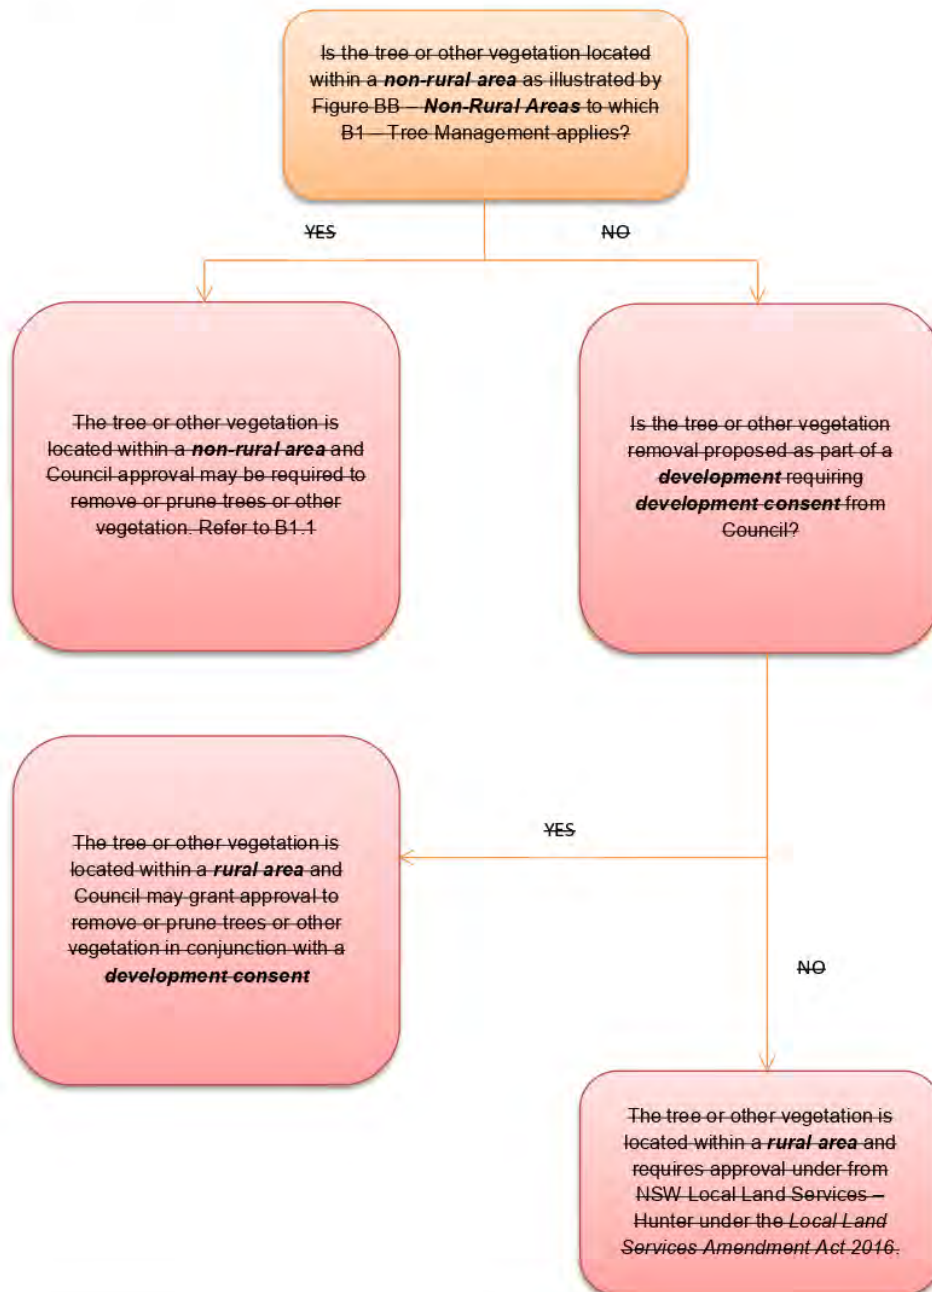 Is the tree or other vegetation located
within a non-rural area as illustrated by
Figure BB – Non-Rural Areas to which
B1 – Tree Management applies?
YES
NO
The tree or other vegetation is
located within a non-rural area and
Council approval may be required to
remove or prune trees or other
vegetation. Refer to B1.1
Is the tree or other vegetation
removal proposed as part of a
development requiring
development consent from
Council?
YES
The tree or other vegetation is
located within a rural area and
Council may grant approval to
remove or prune trees or other
vegetation in conjunction with a
development consent
NO
The tree or other vegetation is
located within a rural area and
requires approval under from
NSW Local Land Services –
Hunter under the Local Land
Services Amendment Act 2016.